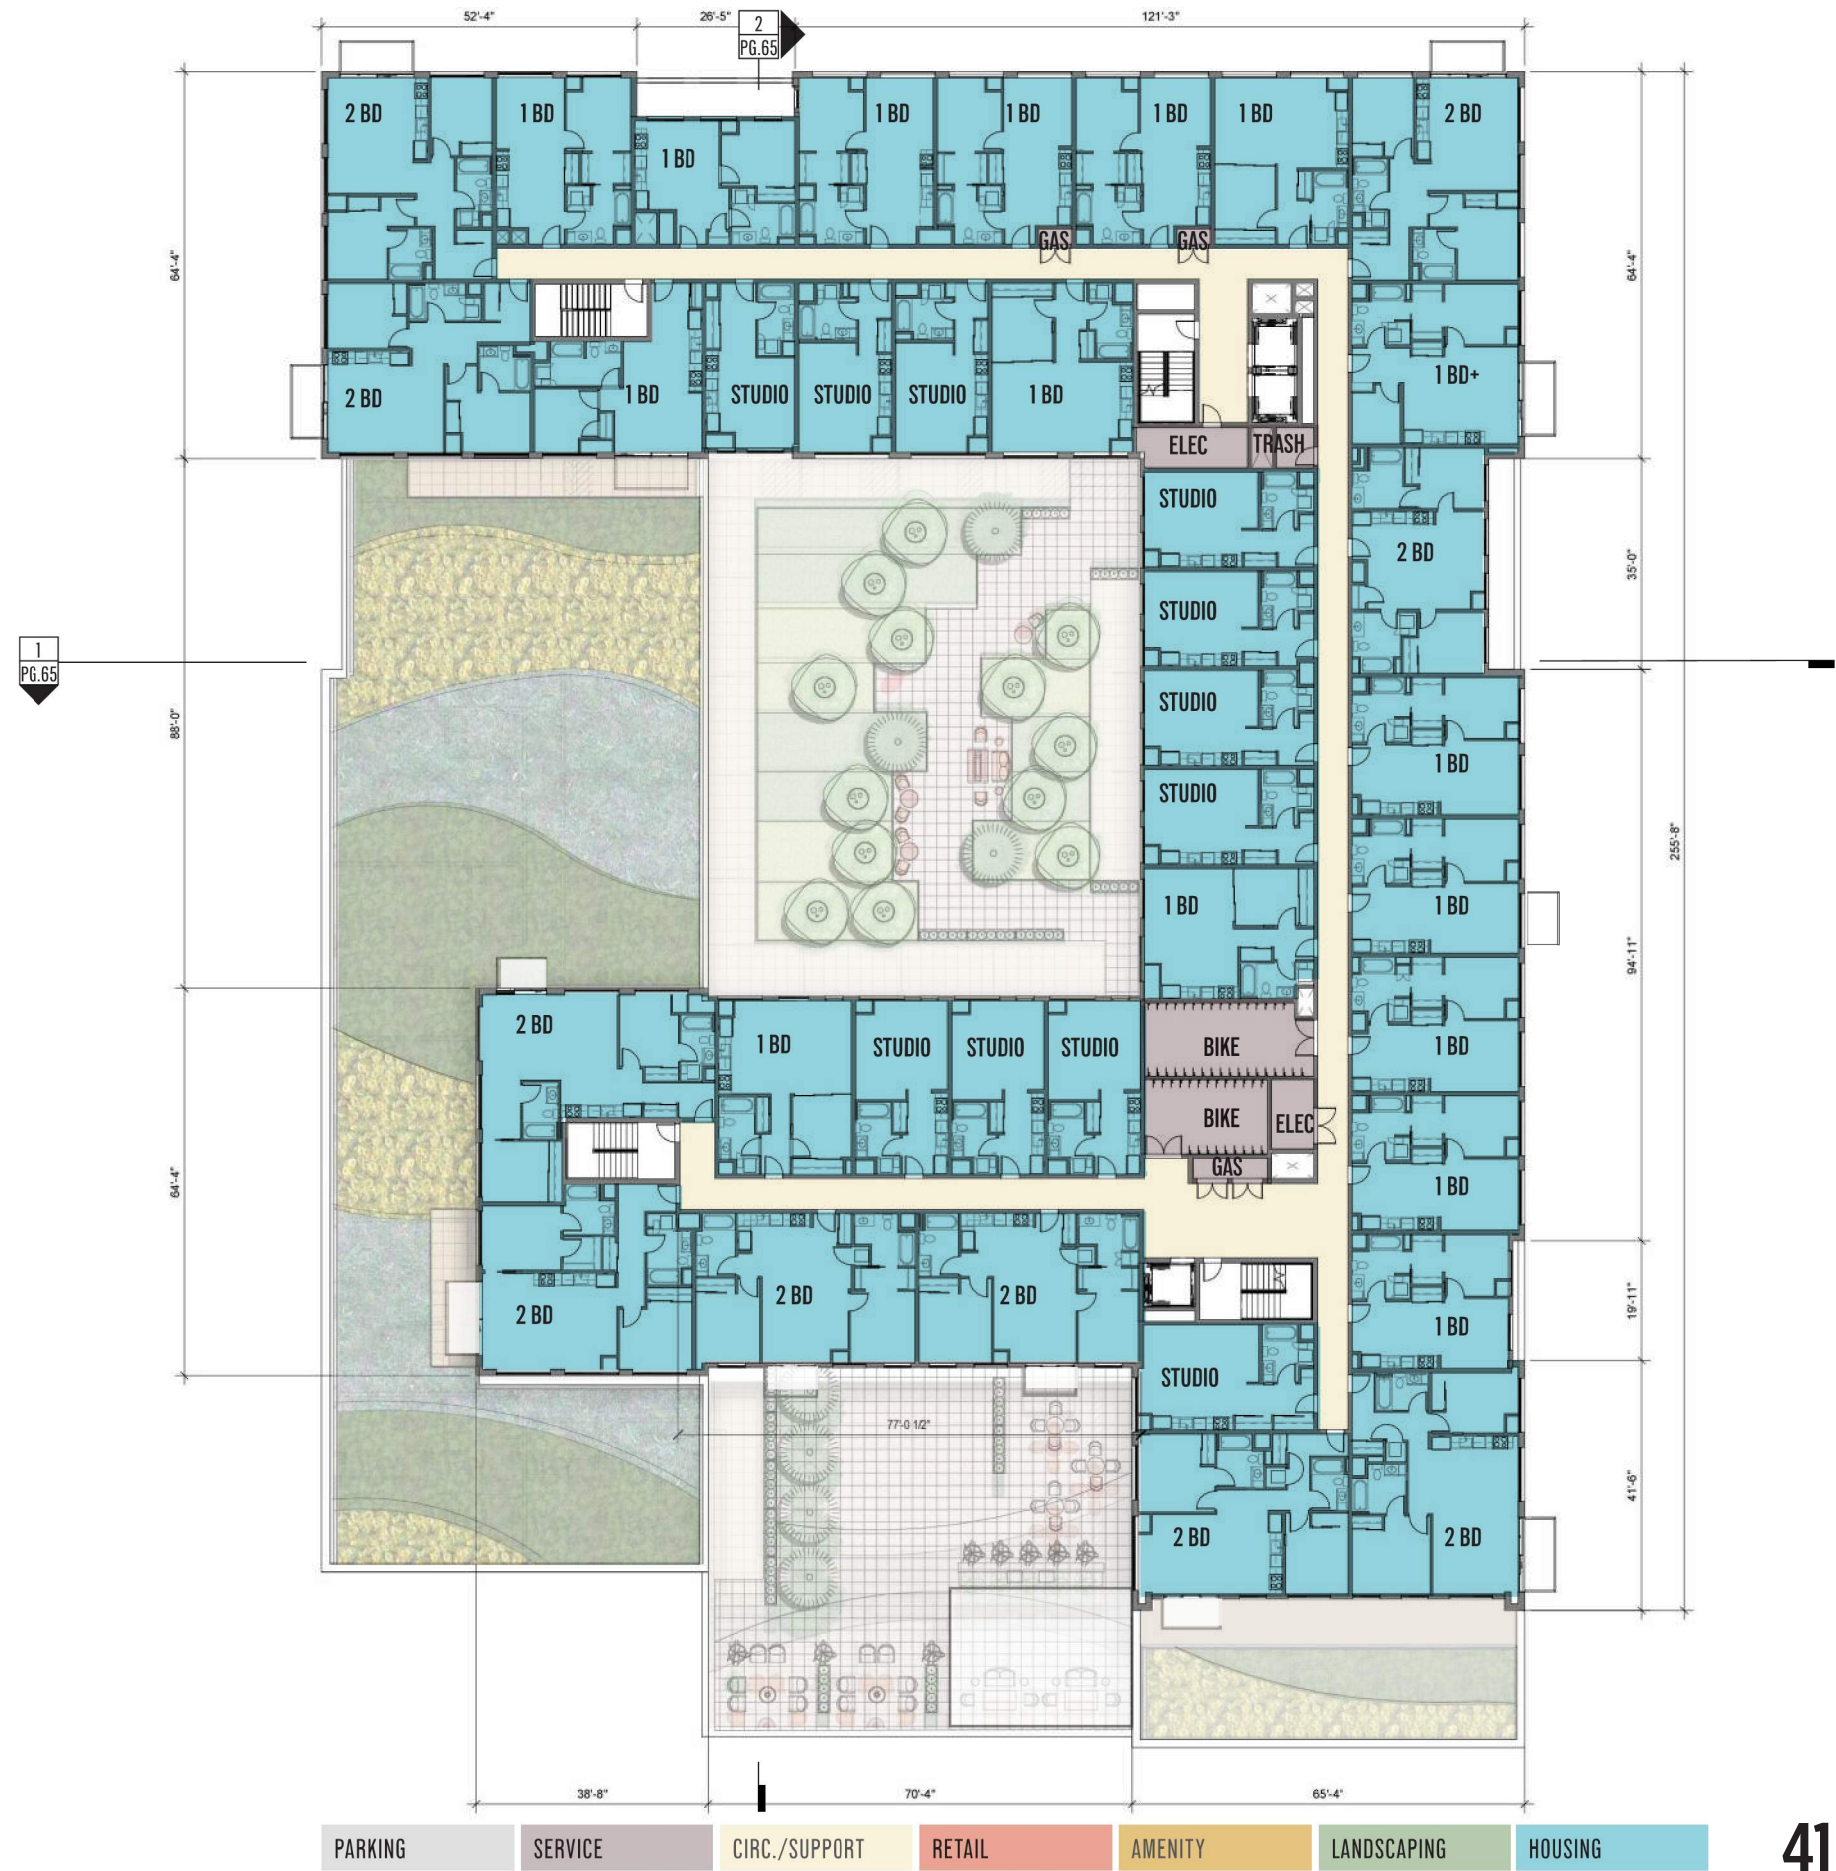 52'-4"
26'-5"
121'-3"
2
PG.65
2 BD
1 BD
1 BD
1 BD
1 BD
1 BD
1 BD
2 BD
GAS
GAS
64'-4"
64'-4"
2 BD
1 BD
STUDIO
STUDIO
STUDIO
1 BD
1 BD+
ELEC
TRASH
STUDIO
2 BD
35'-0"
STUDIO
1
PG.65
88'-0"
STUDIO
1 BD
STUDIO
255'-8"
1 BD
1 BD
94'-11"
2 BD
1 BD
STUDIO
STUDIO
STUDIO
BIKE
1 BD
BIKE
ELEC
GAS
64'-4"
1 BD
2 BD
2 BD
2 BD
19'-11"
1 BD
STUDIO
77'-0 1/2"
41'-6"
2 BD
2 BD
38'-8"
70'-4"
65'-4"
PARKING
SERVICE
CIRC./SUPPORT
RETAIL
AMENITY
LANDSCAPING
HOUSING
41